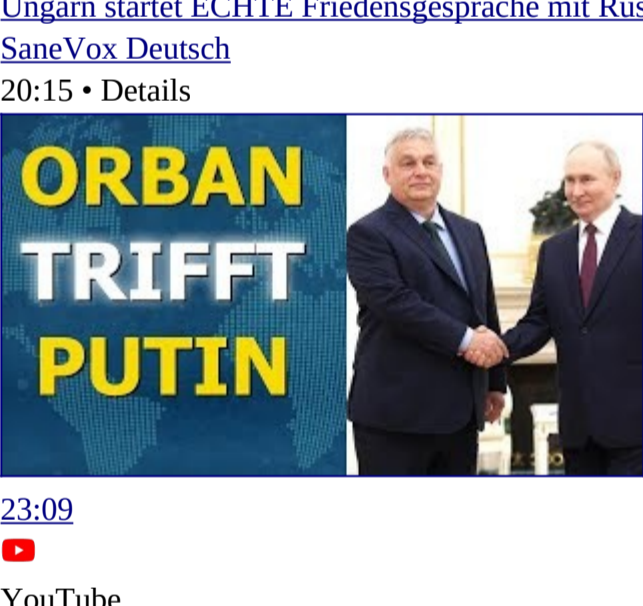 Ungarn startet ECHTE Friedensgespräche mit
SaneVox Deutsch
20:15 • Details
ORBAN
TRIFFT
PUTIN
23:09
YouTube